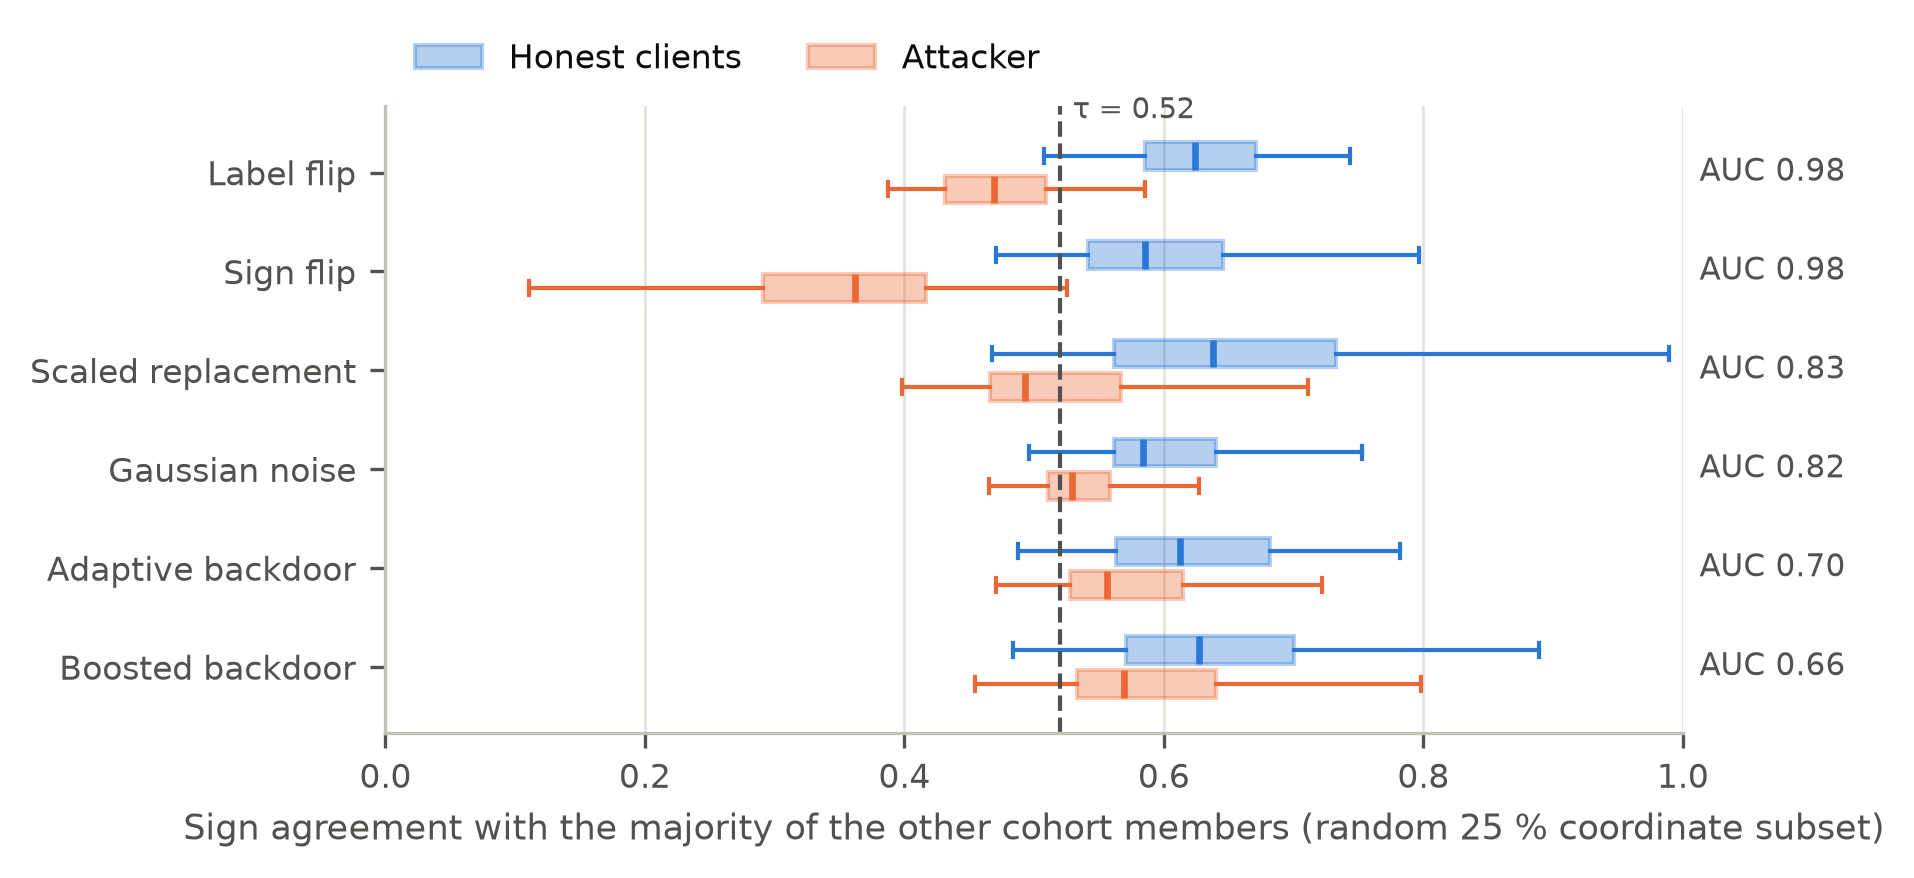 Honest clients
Attacker
τ = 0.52
Label flip
AUC 0.98
Sign flip
AUC 0.98
Scaled replacement
AUC 0.83
Gaussian noise
AUC 0.82
Adaptive backdoor
AUC 0.70
Boosted backdoor
AUC 0.66
0.0 0.2 0.4 0.6 0.8 1.0
Sign agreement with the majority of the other cohort members (random 25 % coordinate subset)